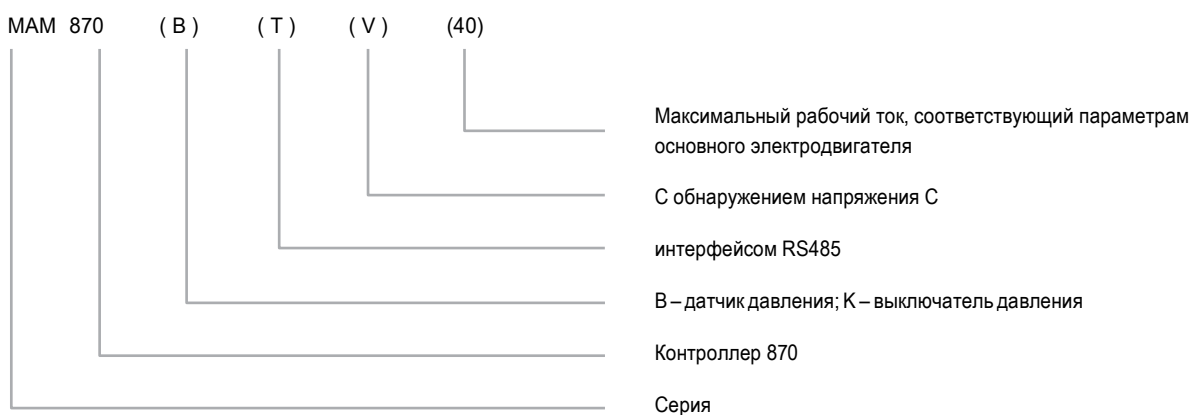 МАМ 870 ( B ) ( T ) ( V ) (40)
Максимальный рабочий ток, соответствующий параметрам
основного электродвигателя
С обнаружением напряжения С
интерфейсом RS485
B – датчик давления; K – выключатель давления
Контроллер 870
Серия